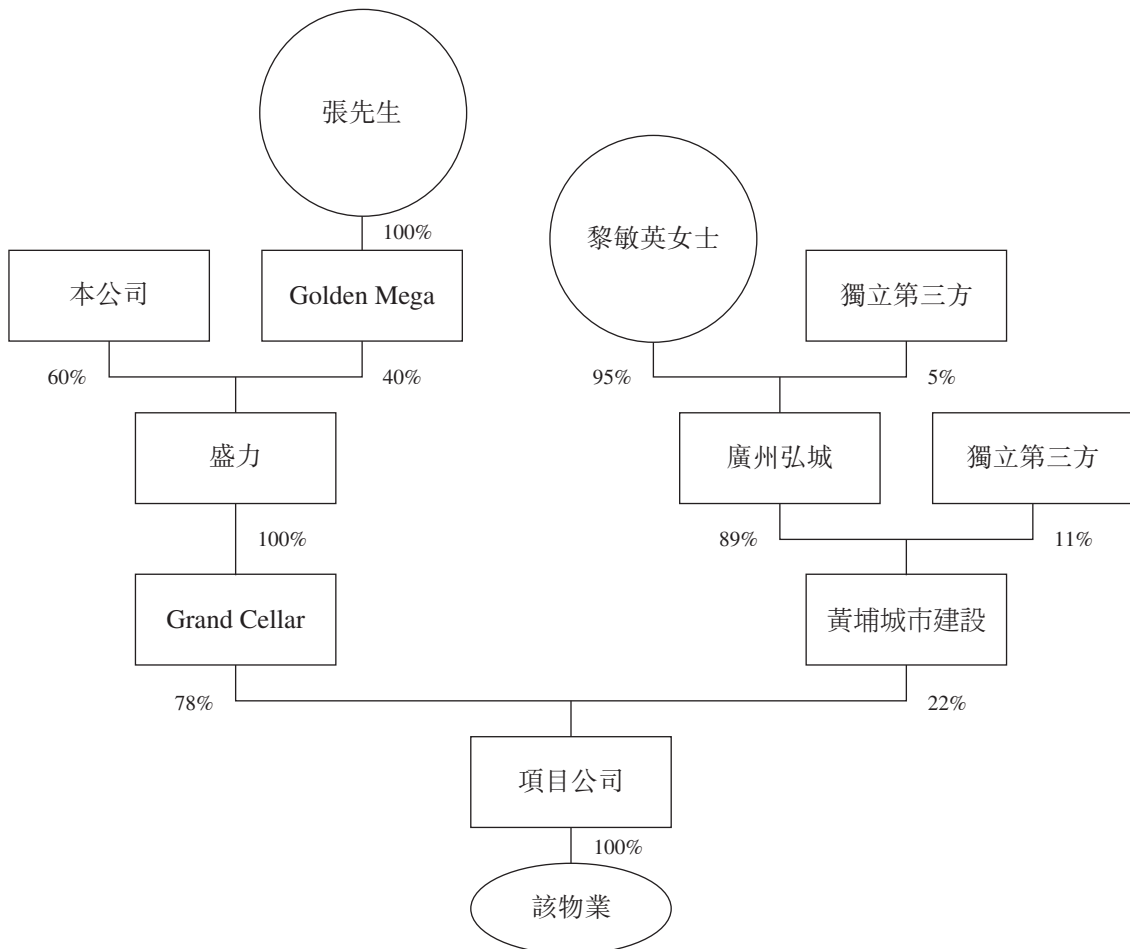 張先生
100%
黎敏英女士
本公司
Golden Mega
獨立第三方
60%
40%
95%
5%
盛力
廣州弘城
獨立第三方
100%
89%
11%
Grand Cellar
黃埔城市建設
78%
22%
項目公司
100%
該物業